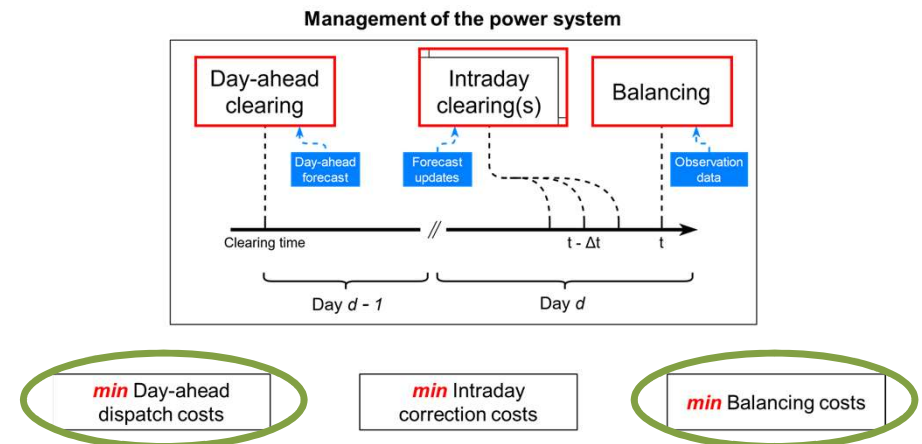 Management of the power system
Day-ahead
clearing
Intraday
clearing(s)
Balancing
Day-ahead
forecast
Forecast
updates
Observation
data
Clearing time
//
t - Δt
t
Day d - 1
Day d
min Day-ahead
dispatch costs
min Intraday
correction costs
min Balancing costs